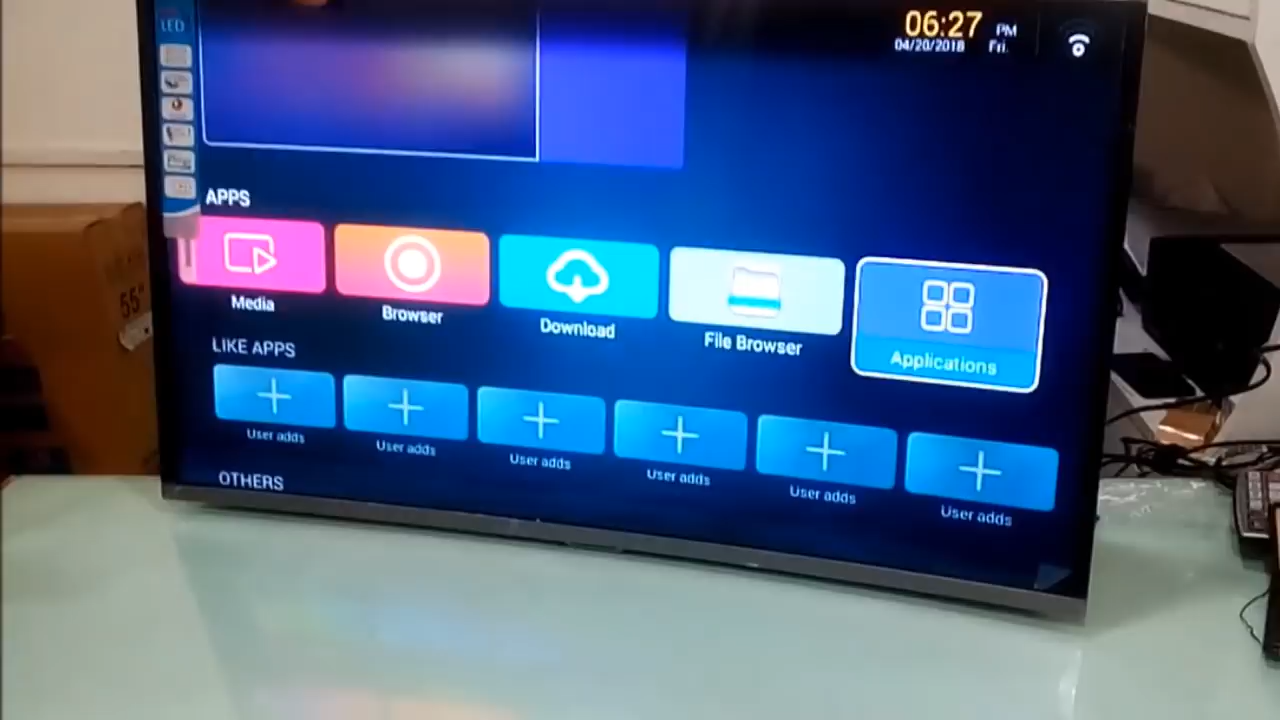 LED
06:27 PM
04/20/2018 Fri.
APPS
Media
Browser
Download
File Browser
Applications
LIKE APPS
User adds
User adds
User adds
User adds
User adds
User adds
OTHERS
55"